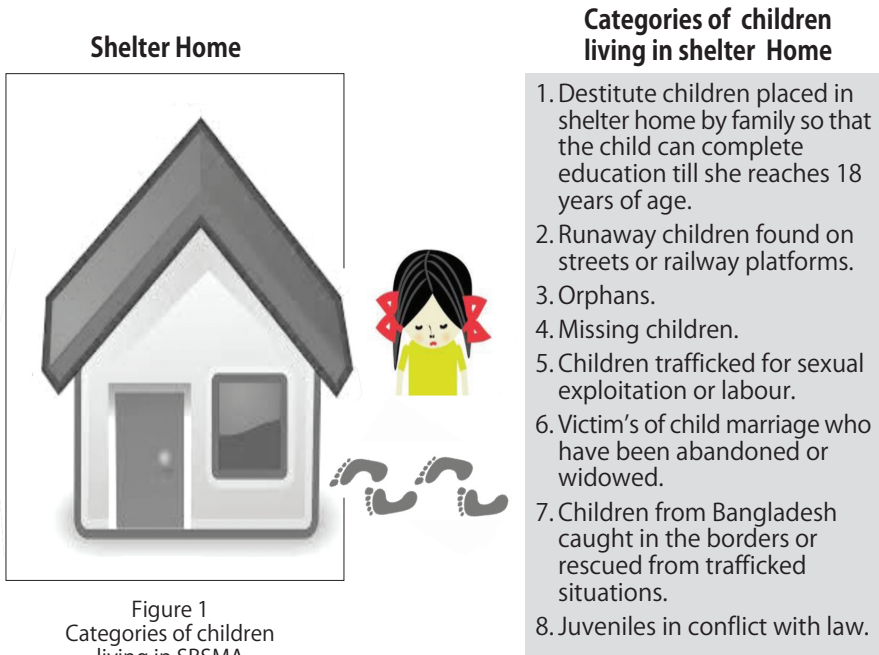 Shelter Home
Categories of children
living in shelter Home
1. Destitute children placed in
shelter home by family so that
the child can complete
education till she reaches 18
years of age.
2. Runaway children found on
streets or railway platforms.
3. Orphans.
4. Missing children.
5. Children trafficked for sexual
exploitation or labour.
6. Victim's of child marriage who
have been abandoned or
widowed.
7. Children from Bangladesh
caught in the borders or
rescued from trafficked
situations.
8. Juveniles in conflict with law.
Figure 1
Categories of children
living in SBSMA